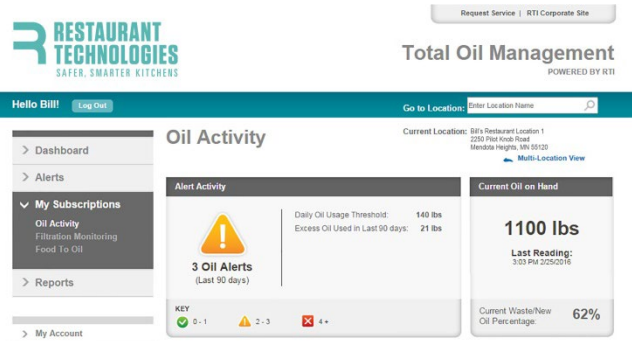 Request Service | RTI Corporate Site
RESTAURANT
TECHNOLOGIES
SAFER, SMARTER KITCHENS
Total Oil Management
POWERED BY RTI
Hello Bill!
Log Out
Go to Location:
Enter Location Name
Dashboard
Alerts
My Subscriptions
Oil Activity
Filtration Monitoring
Food To Oil
Reports
My Account
Oil Activity
Current Location:
Bill's Restaurant Location 1
2250 Pilot Knob Road
Mendota Heights, MN 55120
Multi-Location View
Alert Activity
3 Oil Alerts
(Last 90 days)
Daily Oil Usage Threshold: 140 lbs
Excess Oil Used in Last 90 days: 21 lbs
KEY
0 - 1
2 - 3
4 +
Current Oil on Hand
1100 lbs
Last Reading:
3:03 PM 2/25/2016
Current Waste/New
Oil Percentage:
62%